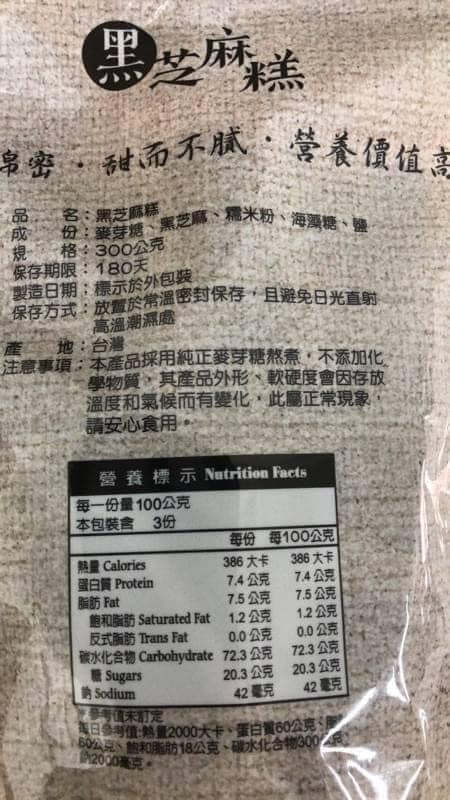 黑芝麻糕
綿密・甜而不膩・營養價值高
品　　名：黑芝麻糕
成　　份：麥芽糖、黑芝麻、糯米粉、海藻糖、鹽
規　　格：300公克
保存期限：180天
製造日期：標示於外包裝
保存方式：放置於常溫密封保存，且避免日光直射
高溫潮濕處
產　　地：台灣
注意事項：本產品採用純正麥芽糖熬煮，不添加化
學物質，其產品外形、軟硬度會因存放
溫度和氣候而有變化，此屬正常現象，
請安心食用。
營養標示 Nutrition Facts
每一份量100公克
本包裝含 3份
每份 每100公克
熱量 Calories 386 大卡 386 大卡
蛋白質 Protein 7.4 公克 7.4 公克
脂肪 Fat 7.5 公克 7.5 公克
飽和脂肪 Saturated Fat 1.2 公克 1.2 公克
反式脂肪 Trans Fat 0.0 公克 0.0 公克
碳水化合物 Carbohydrate 72.3 公克 72.3 公克
糖 Sugars 20.3 公克 20.3 公克
鈉 Sodium 42 毫克 42 毫克
*參考值未訂定
每日參考值:熱量2000大卡、蛋白質60公克、脂
60公克、飽和脂肪18公克、碳水化合物300公克、
鈉2000毫克。